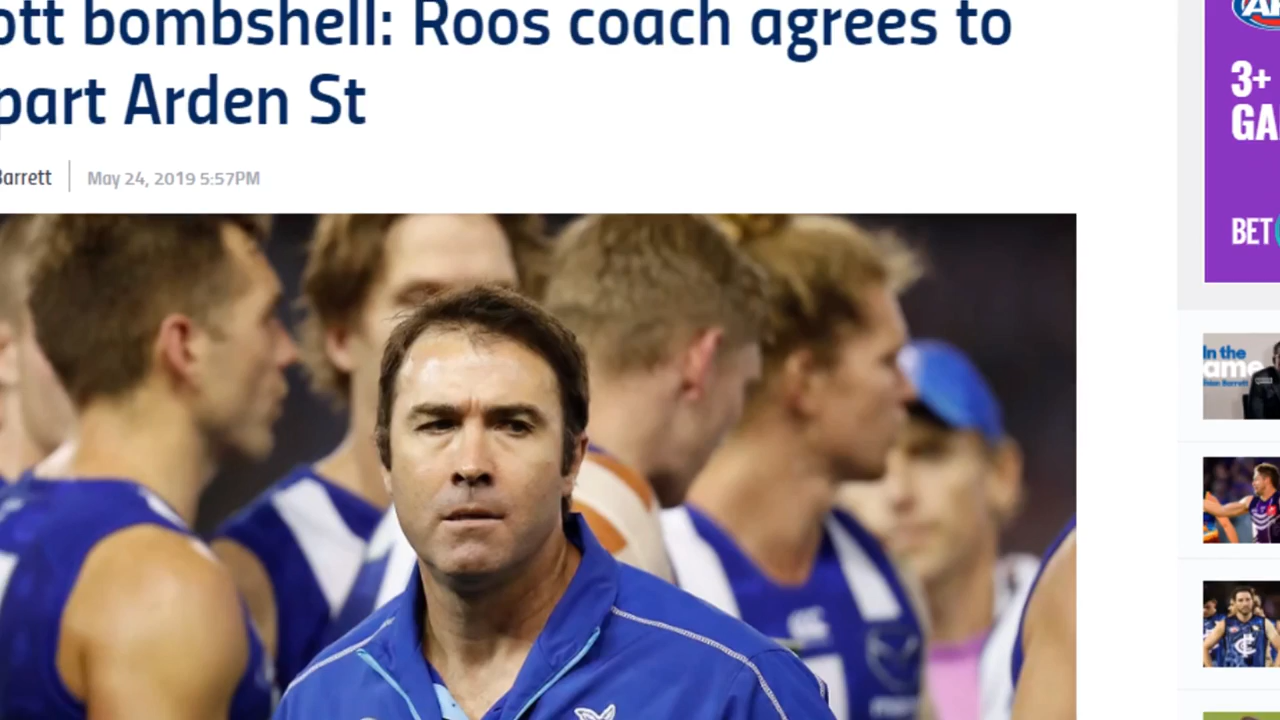 ott bombshell: Roos coach agrees to
part Arden St
Barrett
May 24, 2019 5:57PM
3+
GA
BET
In the
ame